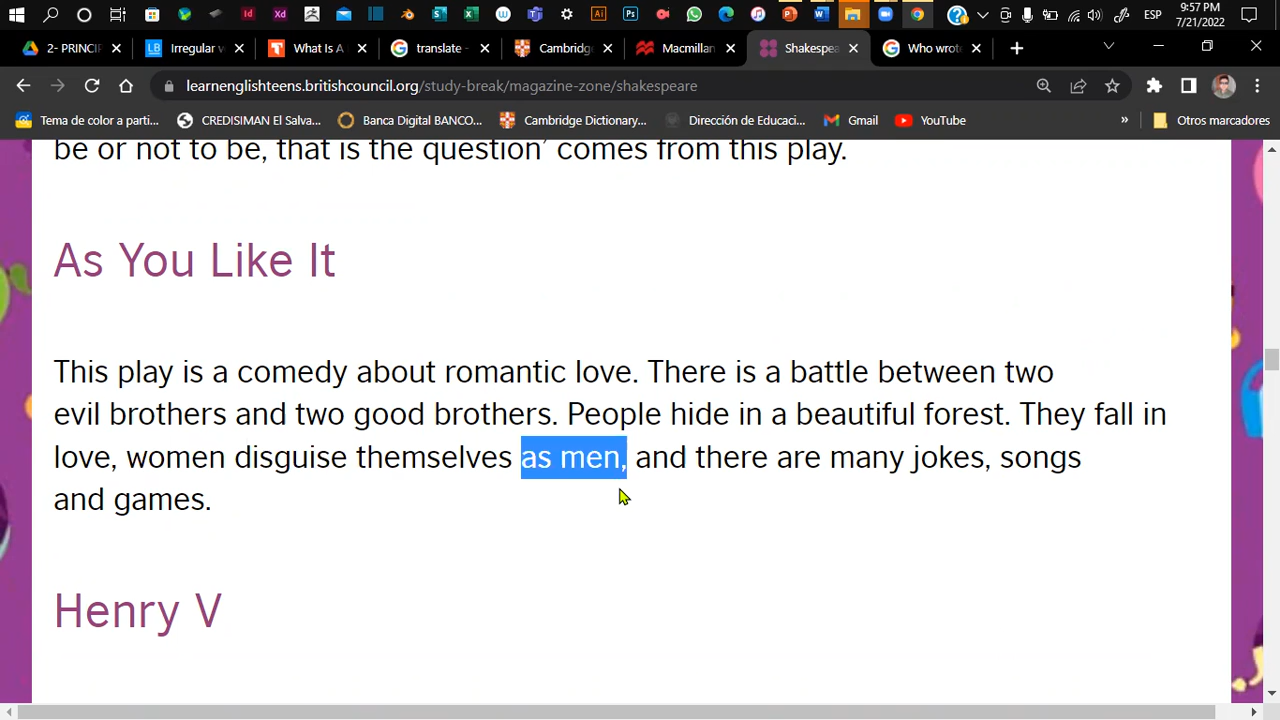 9:57 PM
ESP
7/21/2022
2- PRINCI
LB Irregular v
What Is A
translate -
Cambridg
Macmillan
Shakespea
Who wrot
learnenglishteens.britishcouncil.org/study-break/magazine-zone/shakespeare
Tema de color a parti...
CREDISIMAN El Salva...
Banca Digital BANCO...
Cambridge Dictionary...
Dirección de Educaci...
Gmail
YouTube
»
Otros marcadores
be or not to be, that is the question’ comes from this play.
As You Like It
This play is a comedy about romantic love. There is a battle between two
evil brothers and two good brothers. People hide in a beautiful forest. They fall in
love, women disguise themselves as men, and there are many jokes, songs
and games.
Henry V